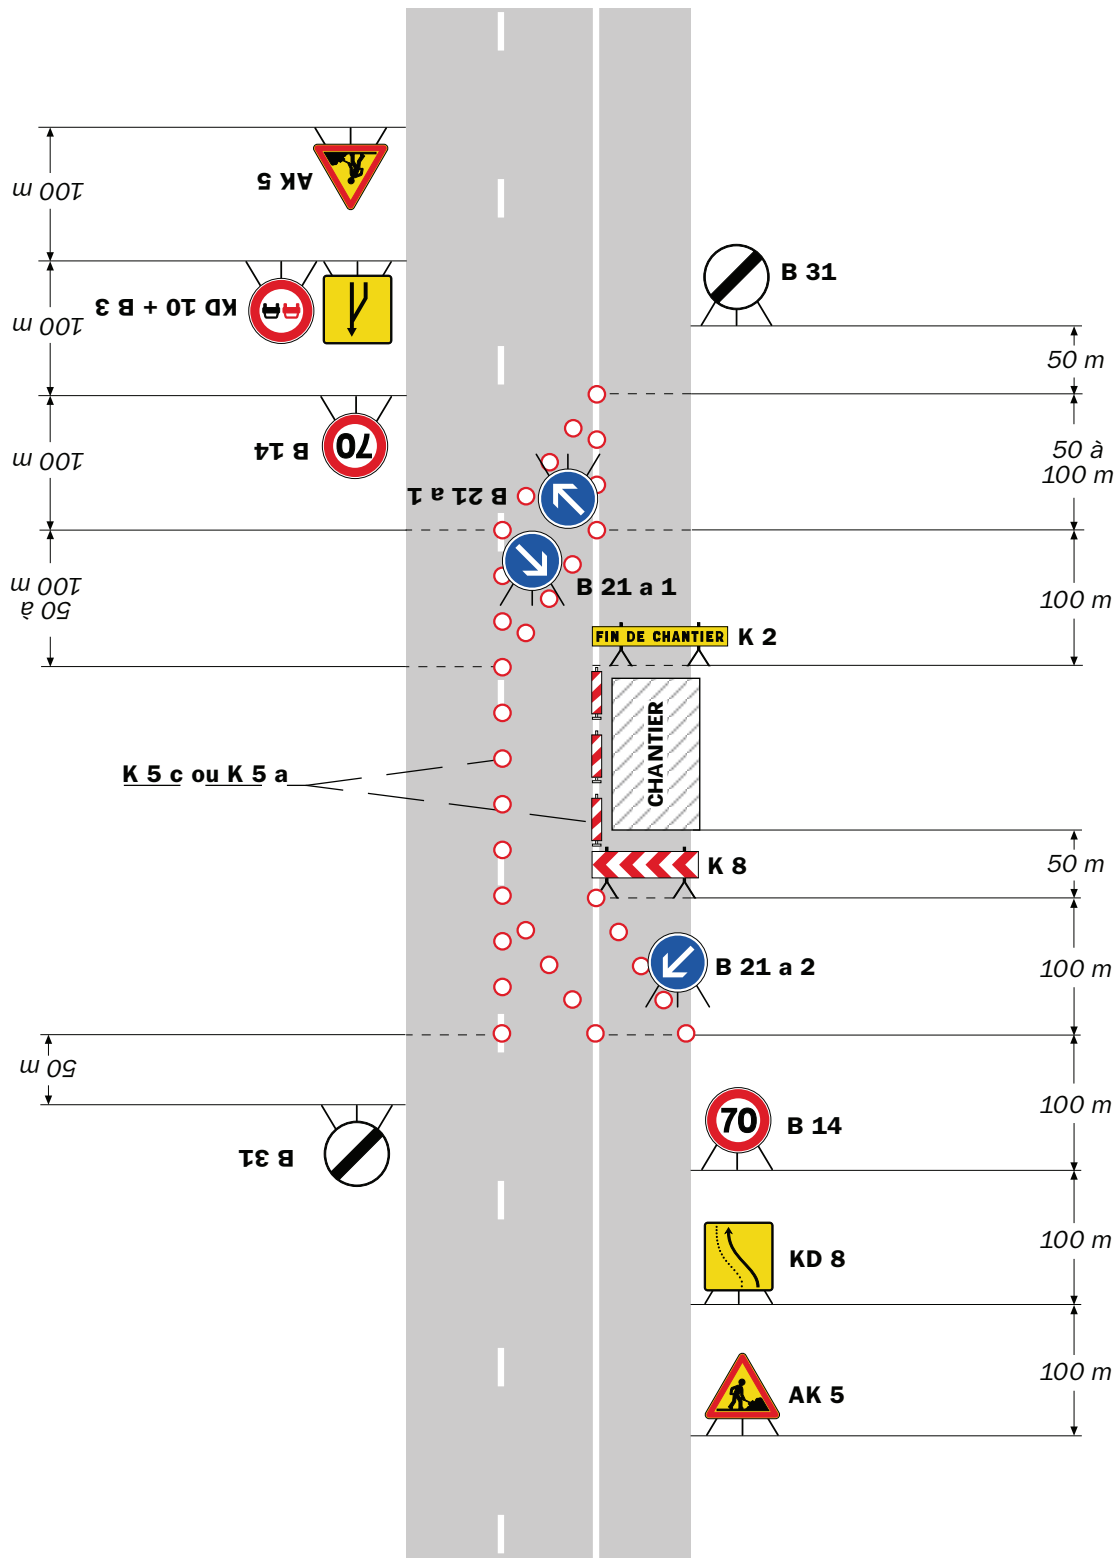 100 m
AK 5
100 m
KD 10 + B 3
B 31
50 m
100 m
B 14
70
50 à
100 m
B 21 a 1
50 à
100 m
B 21 a 1
100 m
FIN DE CHANTIER
K 2
CHANTIER
K 5 c ou K 5 a
K 8
50 m
B 21 a 2
100 m
50 m
B 31
70
B 14
100 m
KD 8
100 m
AK 5
100 m